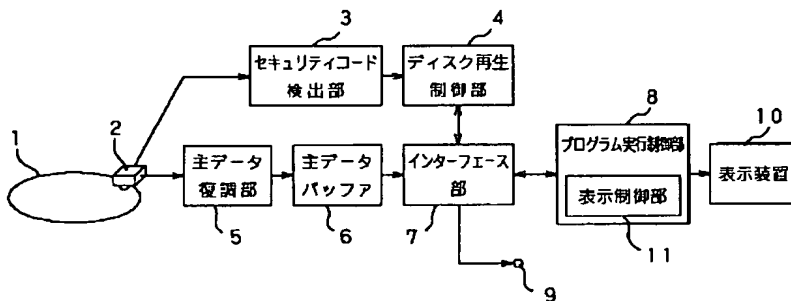 3
セキュリティコード
検出部
4
ディスク再生
制御部
1
2
主データ
復調部
5
主データ
バッファ
6
インターフェース
部
7
8
プログラム実行制御部
表示制御部
11
10
表示装置
9